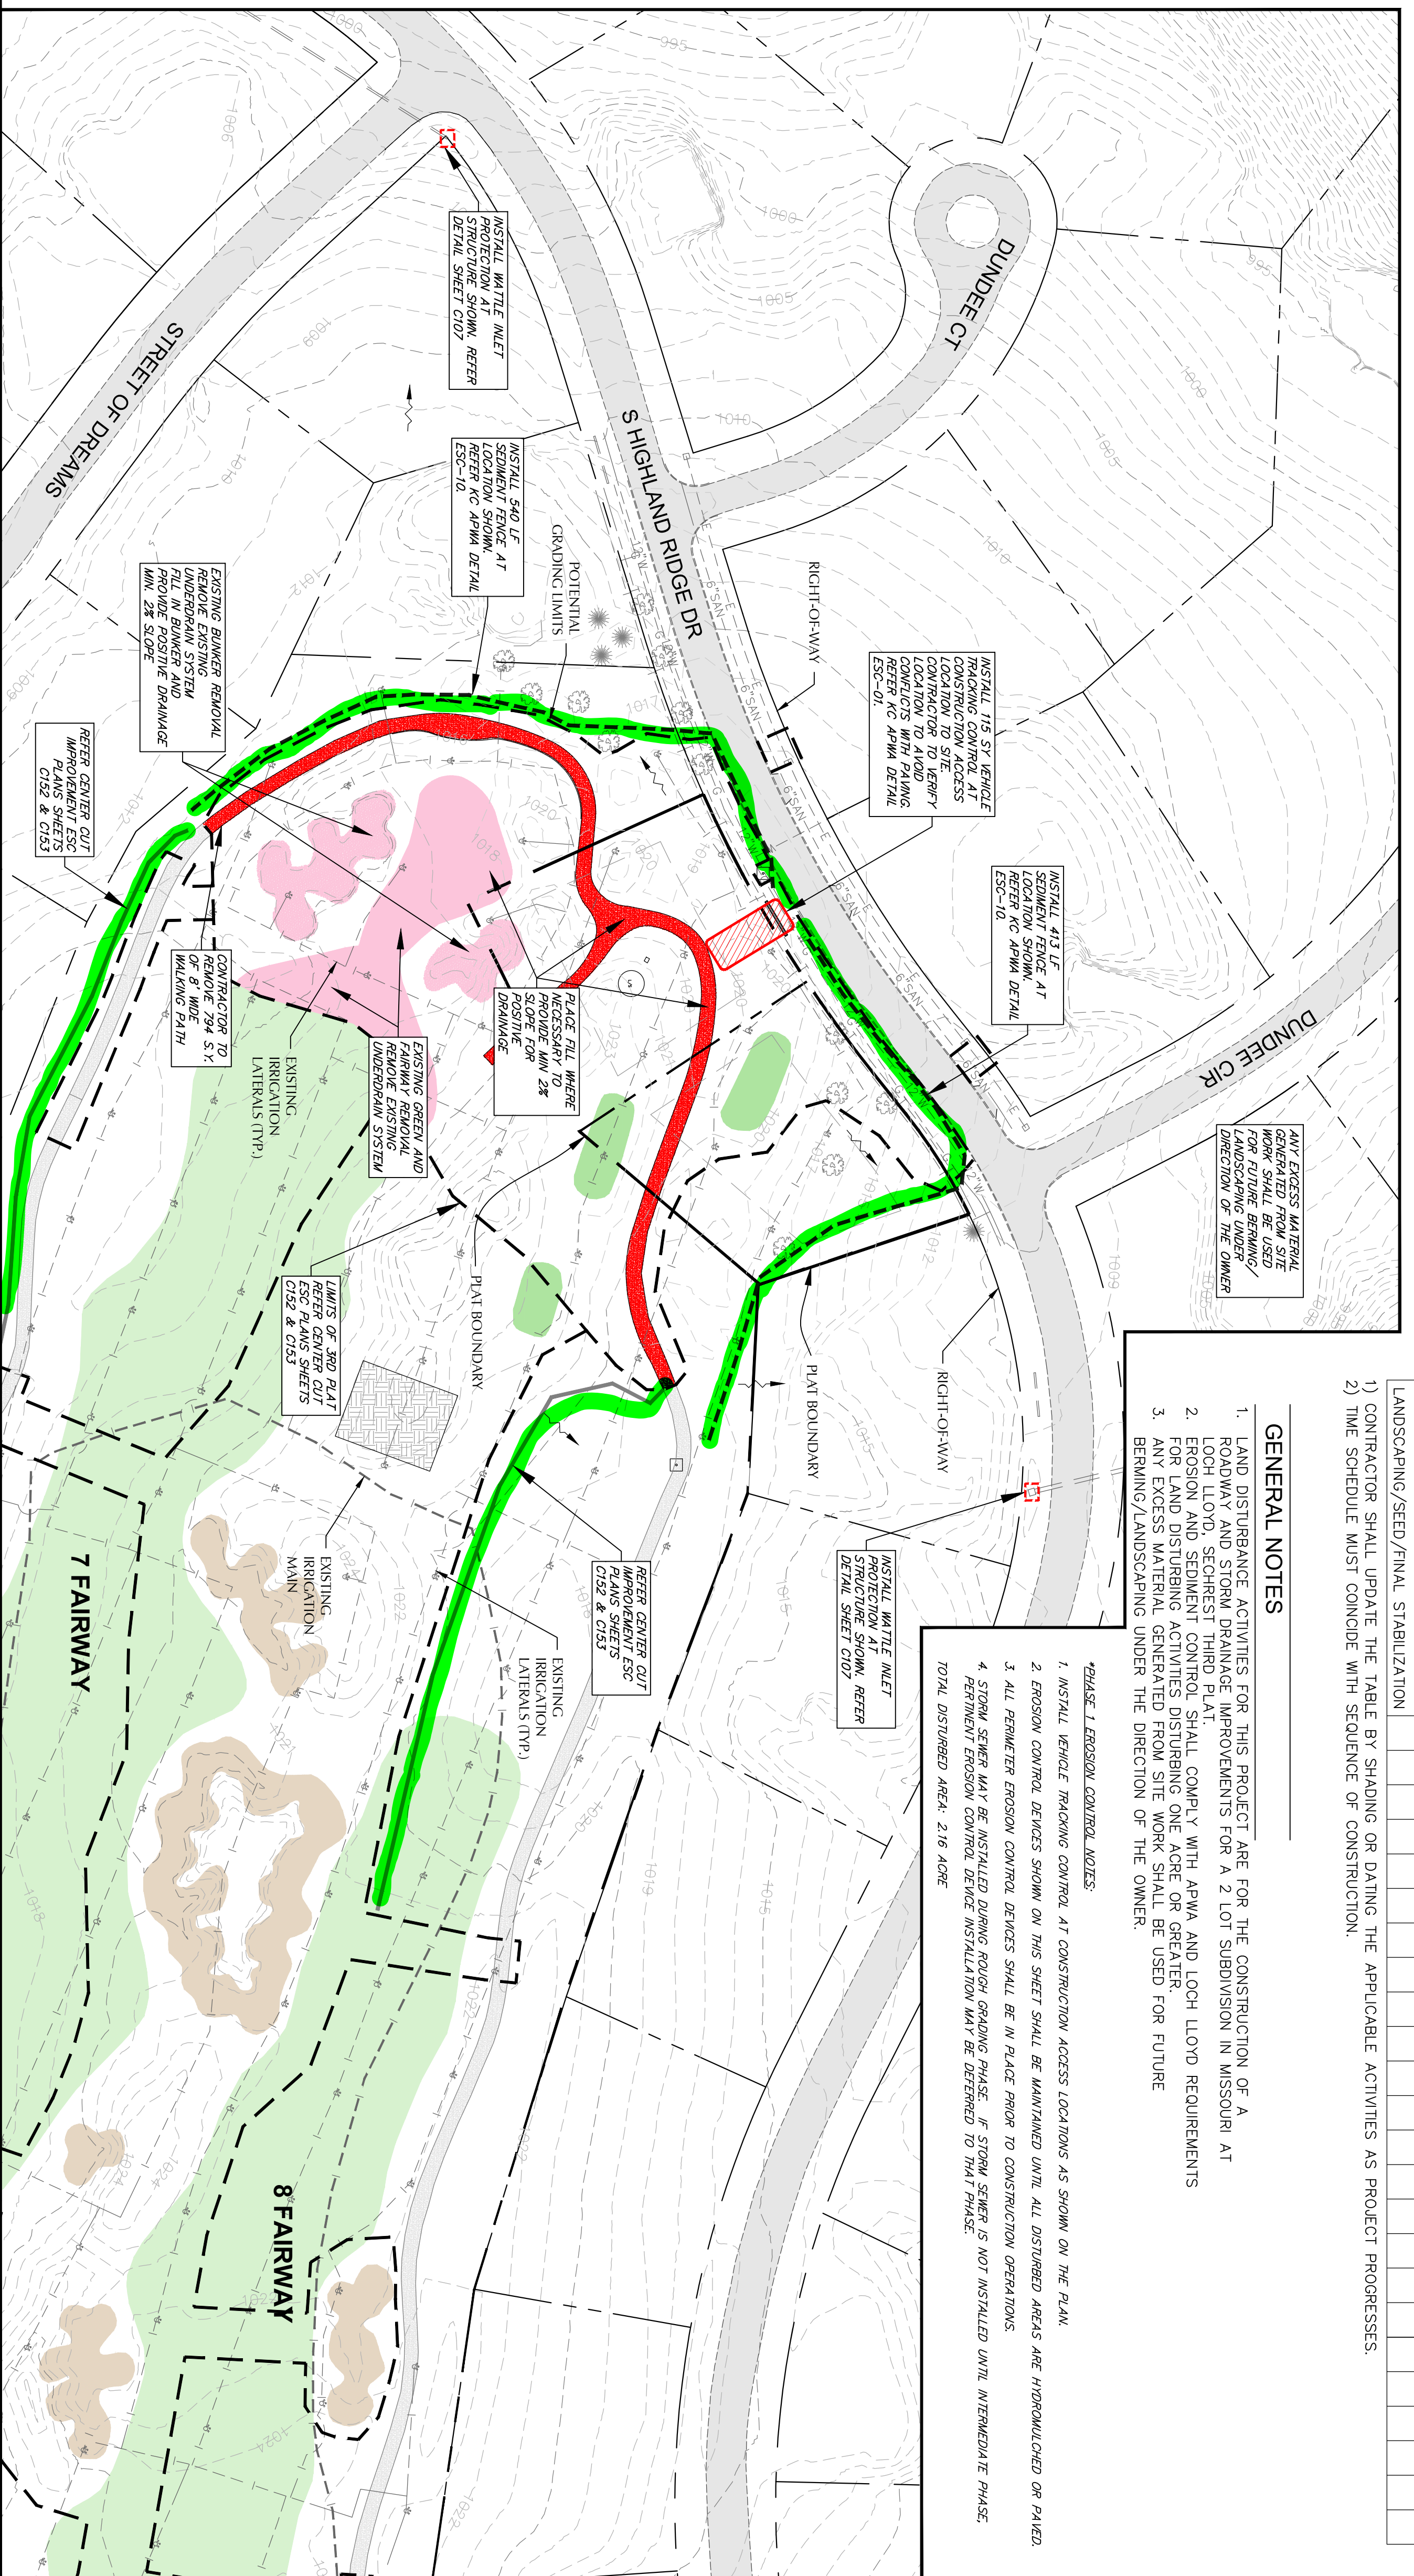 LANDSCAPING/SEED/FINAL STABILIZATION
1) CONTRACTOR SHALL UPDATE THE TABLE BY SHADING OR DATING THE APPLICABLE ACTIVITIES AS PROJECT PROGRESSES.
2) TIME SCHEDULE MUST COINCIDE WITH SEQUENCE OF CONSTRUCTION.
GENERAL NOTES
1. LAND DISTURBANCE ACTIVITIES FOR THIS PROJECT ARE FOR THE CONSTRUCTION OF A
ROADWAY AND STORM DRAINAGE IMPROVEMENTS FOR A 2 LOT SUBDIVISION IN MISSOURI AT
LOCH LLOYD, SECHREST THIRD PLAT.
2. EROSION AND SEDIMENT CONTROL SHALL COMPLY WITH APWA AND LOCH LLOYD REQUIREMENTS
FOR LAND DISTURBING ACTIVITIES DISTURBING ONE ACRE OR GREATER.
3. ANY EXCESS MATERIAL GENERATED FROM SITE WORK SHALL BE USED FOR FUTURE
BERMING/LANDSCAPING UNDER THE DIRECTION OF THE OWNER.
*PHASE 1 EROSION CONTROL NOTES:
1. INSTALL VEHICLE TRACKING CONTROL AT CONSTRUCTION ACCESS LOCATIONS AS SHOWN ON THE PLAN.
2. EROSION CONTROL DEVICES SHOWN ON THIS SHEET SHALL BE MAINTAINED UNTIL ALL DISTURBED AREAS ARE HYDROMULCHED OR PAVED.
3. ALL PERIMETER EROSION CONTROL DEVICES SHALL BE IN PLACE PRIOR TO CONSTRUCTION OPERATIONS.
4. STORM SEWER MAY BE INSTALLED DURING ROUGH GRADING PHASE. IF STORM SEWER IS NOT INSTALLED UNTIL INTERMEDIATE PHASE,
PERTINENT EROSION CONTROL DEVICE INSTALLATION MAY BE DEFERRED TO THAT PHASE.
TOTAL DISTURBED AREA: 2.16 ACRE
ANY EXCESS MATERIAL
GENERATED FROM SITE
WORK SHALL BE USED
FOR FUTURE BERMING/
LANDSCAPING UNDER
DIRECTION OF THE OWNER
DUNDEE CT
DUNDEE CIR
S HIGHLAND RIDGE DR
STREET OF DREAMS
INSTALL 413 LF
SEDIMENT FENCE AT
LOCATION SHOWN.
REFER KC APWA DETAIL
ESC-10.
INSTALL 115 SY VEHICLE
TRACKING CONTROL AT
CONSTRUCTION ACCESS
LOCATION TO SITE.
CONTRACTOR TO VERIFY
LOCATION TO AVOID
CONFLICTS WITH PAVING.
REFER KC APWA DETAIL
ESC-01.
RIGHT-OF-WAY
RIGHT-OF-WAY
PLAT BOUNDARY
INSTALL WATTLE INLET
PROTECTION AT
STRUCTURE SHOWN. REFER
DETAIL SHEET C107
INSTALL WATTLE INLET
PROTECTION AT
STRUCTURE SHOWN. REFER
DETAIL SHEET C107
INSTALL 540 LF
SEDIMENT FENCE AT
LOCATION SHOWN.
REFER KC APWA DETAIL
ESC-10.
POTENTIAL
GRADING LIMITS
PLACE FILL WHERE
NECESSARY TO
PROVIDE MIN 2%
SLOPE FOR
POSITIVE
DRAINAGE
PLAT BOUNDARY
REFER CENTER CUT
IMPROVEMENT ESC
PLANS SHEETS
C152 & C153
EXISTING
IRRIGATION
LATERALS (TYP.)
EXISTING GREEN AND
FAIRWAY REMOVAL
REMOVE EXISTING
UNDERDRAIN SYSTEM
LIMITS OF 3RD PLAT
REFER CENTER CUT
ESC PLANS SHEETS
C152 & C153
EXISTING
IRRIGATION
MAIN
EXISTING
IRRIGATION
LATERALS (TYP.)
CONTRACTOR TO
REMOVE 794 S.Y.
OF 8' WIDE
WALKING PATH
EXISTING BUNKER REMOVAL
REMOVE EXISTING
UNDERDRAIN SYSTEM
FILL IN BUNKER AND
PROVIDE POSITIVE DRAINAGE
MIN. 2% SLOPE
REFER CENTER CUT
IMPROVEMENT ESC
PLANS SHEETS
C152 & C153
7 FAIRWAY
8 FAIRWAY